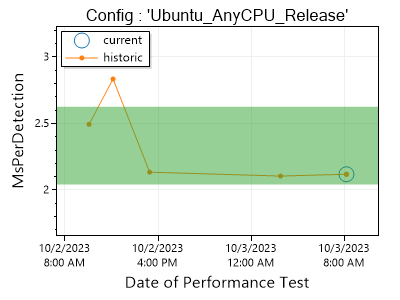 Config : 'Ubuntu_AnyCPU_Release'
current
historic
3
2.5
2
MsPerDetection
10/2/2023 10/2/2023 10/3/2023 10/3/2023
8:00 AM 4:00 PM 12:00 AM 8:00 AM
Date of Performance Test